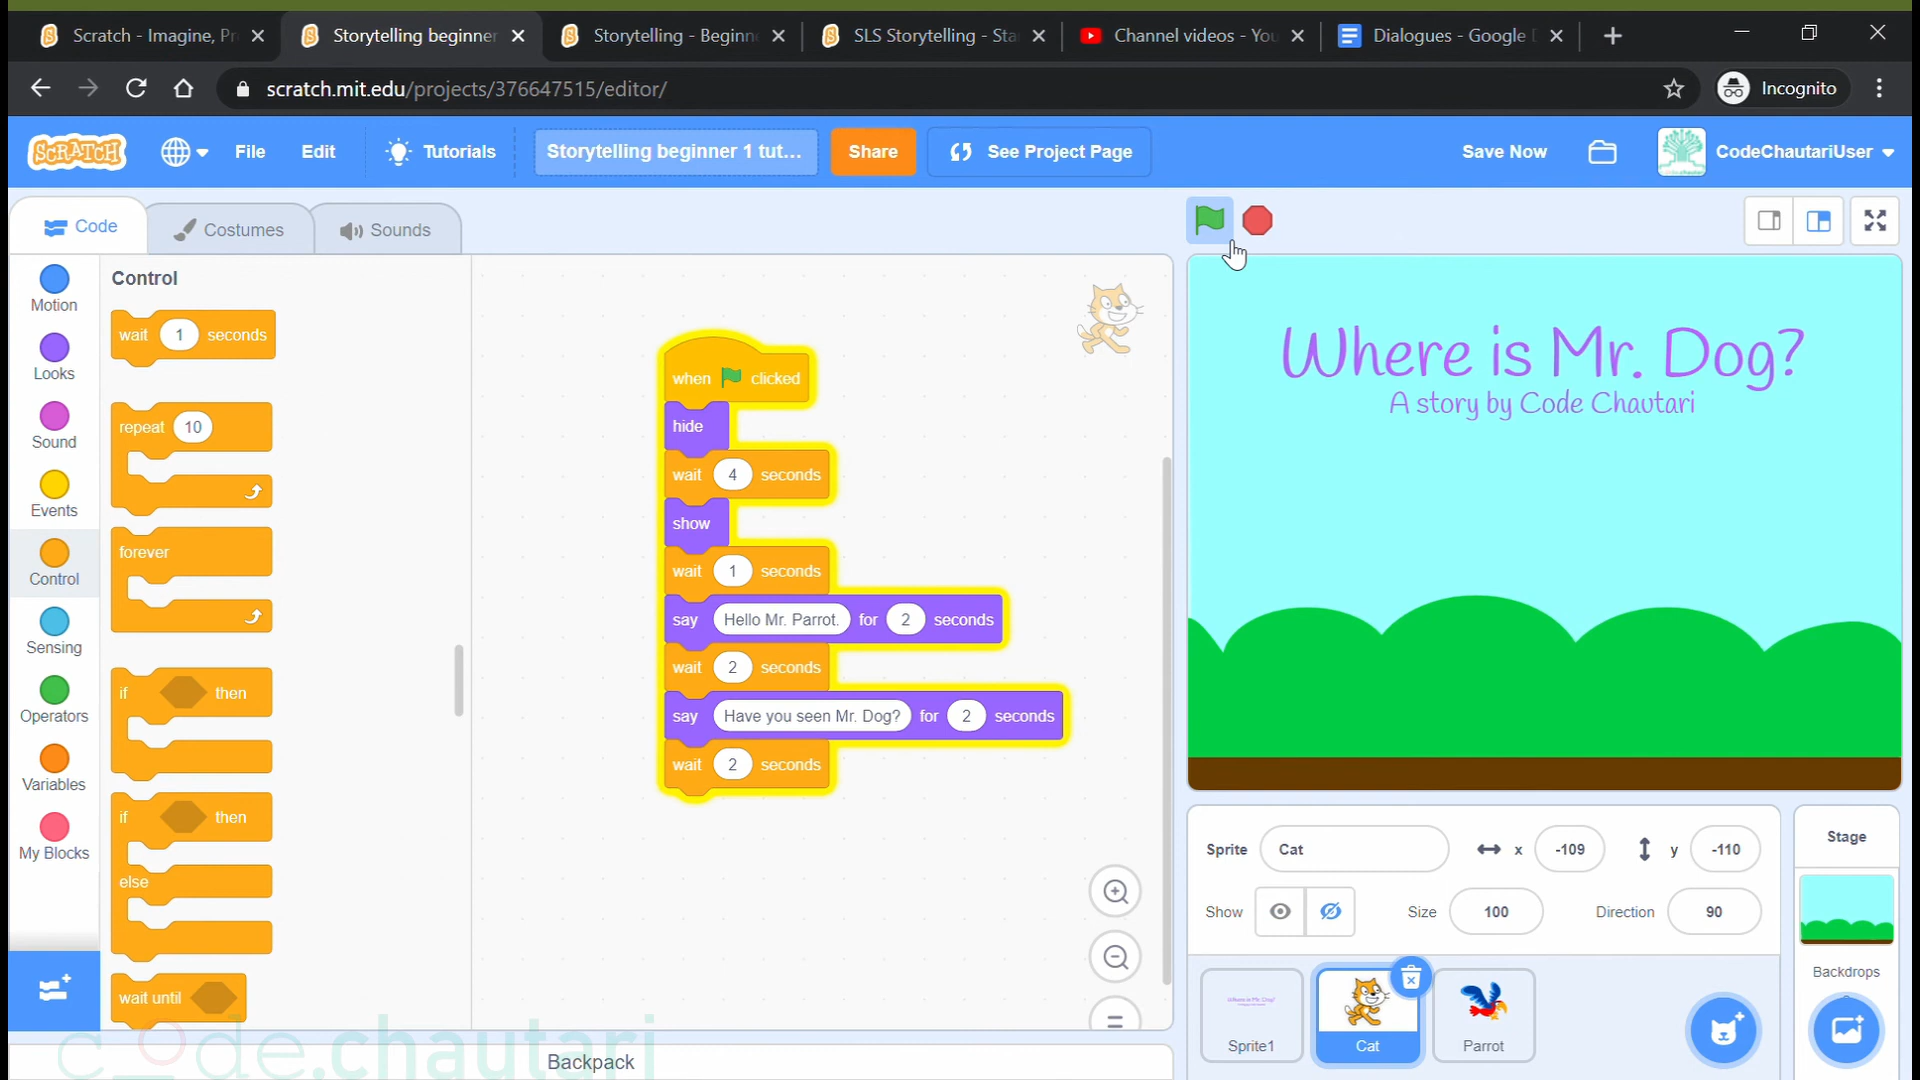 Scratch - Imagine, Pr
Storytelling beginner
Storytelling - Beginne
SLS Storytelling - Sta
Channel videos - You
Dialogues - Google D
scratch.mit.edu/projects/376647515/editor/
Incognito
SCRATCH
File
Edit
Tutorials
Storytelling beginner 1 tut...
Share
See Project Page
Save Now
CodeChautariUser
Code
Costumes
Sounds
Motion
Looks
Sound
Events
Control
Sensing
Operators
Variables
My Blocks
Control
wait 1 seconds
repeat 10
forever
if then
if then
else
wait until
when clicked
hide
wait 4 seconds
show
wait 1 seconds
say Hello Mr. Parrot. for 2 seconds
wait 2 seconds
say Have you seen Mr. Dog? for 2 seconds
wait 2 seconds
Where is Mr. Dog?
A story by Code Chautari
Sprite Cat x -109 y -110
Show Size 100 Direction 90
Where is Mr. Dog?
Sprite1
Cat
Parrot
Stage
Backdrops
code.chautari
Backpack